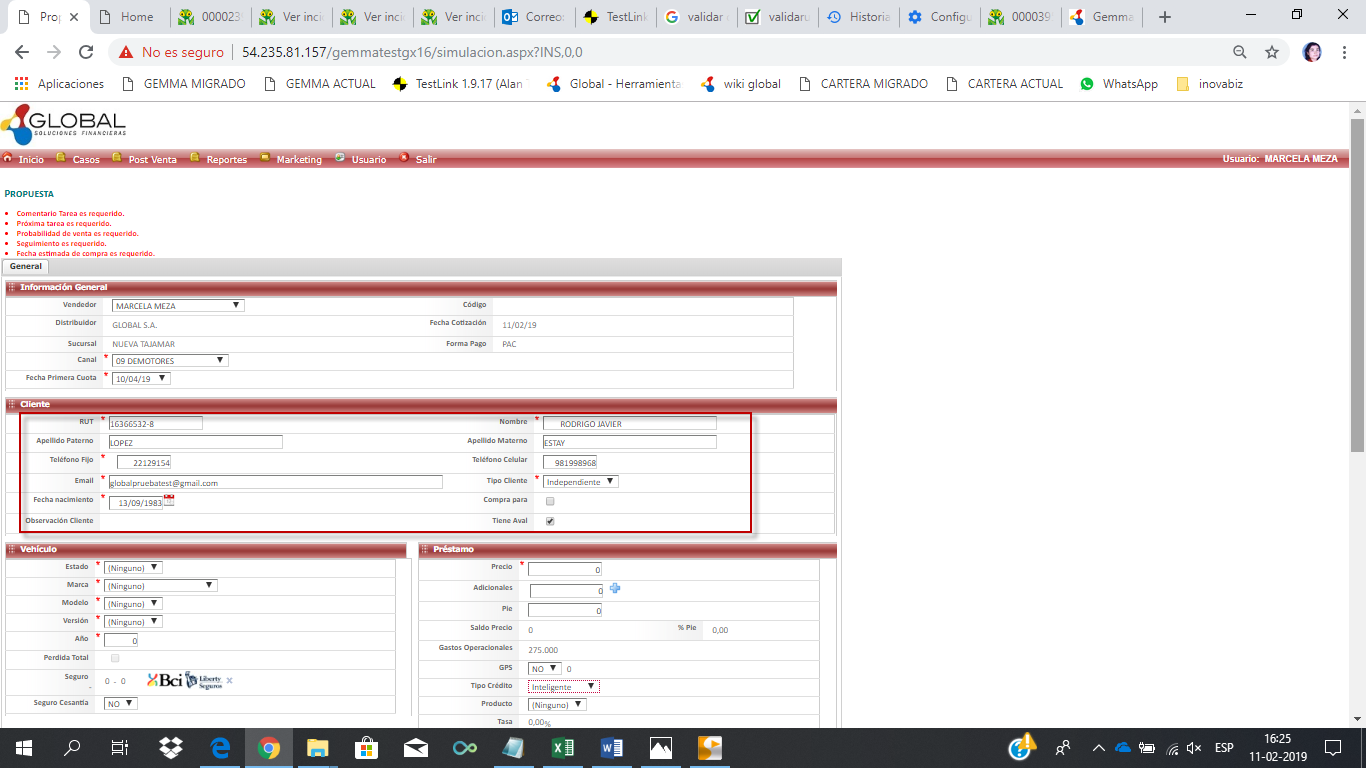 Prop
Home
000023
Ver inci
Ver inci
Ver inci
Correo
TestLink
validar
validaru
Historia
Configu
000039
Gemma
No es seguro 54.235.81.157/gemmatestgx16/simulacion.aspx?INS,0,0
Aplicaciones GEMMA MIGRADO GEMMA ACTUAL TestLink 1.9.17 (Alan Global - Herramienta wiki global CARTERA MIGRADO CARTERA ACTUAL WhatsApp inovabiz
GLOBAL
SOLUCIONES FINANCIERAS
Inicio Casos Post Venta Reportes Marketing Usuario Salir Usuario: MARCELA MEZA
PROPUESTA
Comentario Tarea es requerido.
Próxima tarea es requerido.
Probabilidad de venta es requerido.
Seguimiento es requerido.
Fecha estimada de compra es requerido.
General
Información General
Vendedor MARCELA MEZA Código
Distribuidor GLOBAL S.A. Fecha Cotización 11/02/19
Sucursal NUEVA TAJAMAR Forma Pago PAC
Canal * 09 DEMOTORES
Fecha Primera Cuota * 10/04/19
Cliente
RUT * 16366532-8 Nombre * RODRIGO JAVIER
Apellido Paterno LOPEZ Apellido Materno ESTAY
Teléfono Fijo * 22129154 Teléfono Celular 981998968
Email * globalpruebatest@gmail.com Tipo Cliente * Independiente
Fecha nacimiento * 13/09/1983 Compra para
Observación Cliente Tiene Aval
Vehículo
Estado * (Ninguno)
Marca * (Ninguno)
Modelo * (Ninguno)
Versión * (Ninguno)
Año * 0
Perdida Total
Seguro 0 - 0 Bci Liberty Seguros
-
Seguro Cesantía NO
Préstamo
Precio * 0
Adicionales 0
Pie 0
Saldo Precio 0 % Pie 0,00
Gastos Operacionales 275.000
GPS NO 0
Tipo Crédito Inteligente
Producto (Ninguno)
Tasa 0,00%
ESP
16:25
11-02-2019